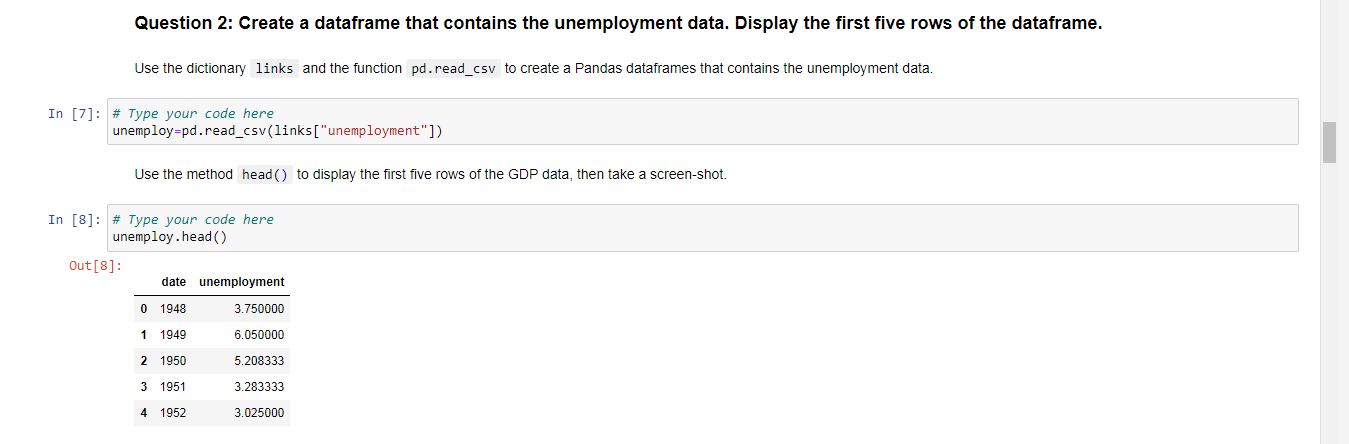 Question 2: Create a dataframe that contains the unemployment data. Display the first five rows of the dataframe.
Use the dictionary links and the function pd.read_csv to create a Pandas dataframes that contains the unemployment data.
In [7]: # Type your code here
unemploy=pd.read_csv(links["unemployment"])
Use the method head() to display the first five rows of the GDP data, then take a screen-shot.
In [8]: # Type your code here
unemploy.head()
Out[8]:
date unemployment
0 1948 3.750000
1 1949 6.050000
2 1950 5.208333
3 1951 3.283333
4 1952 3.025000